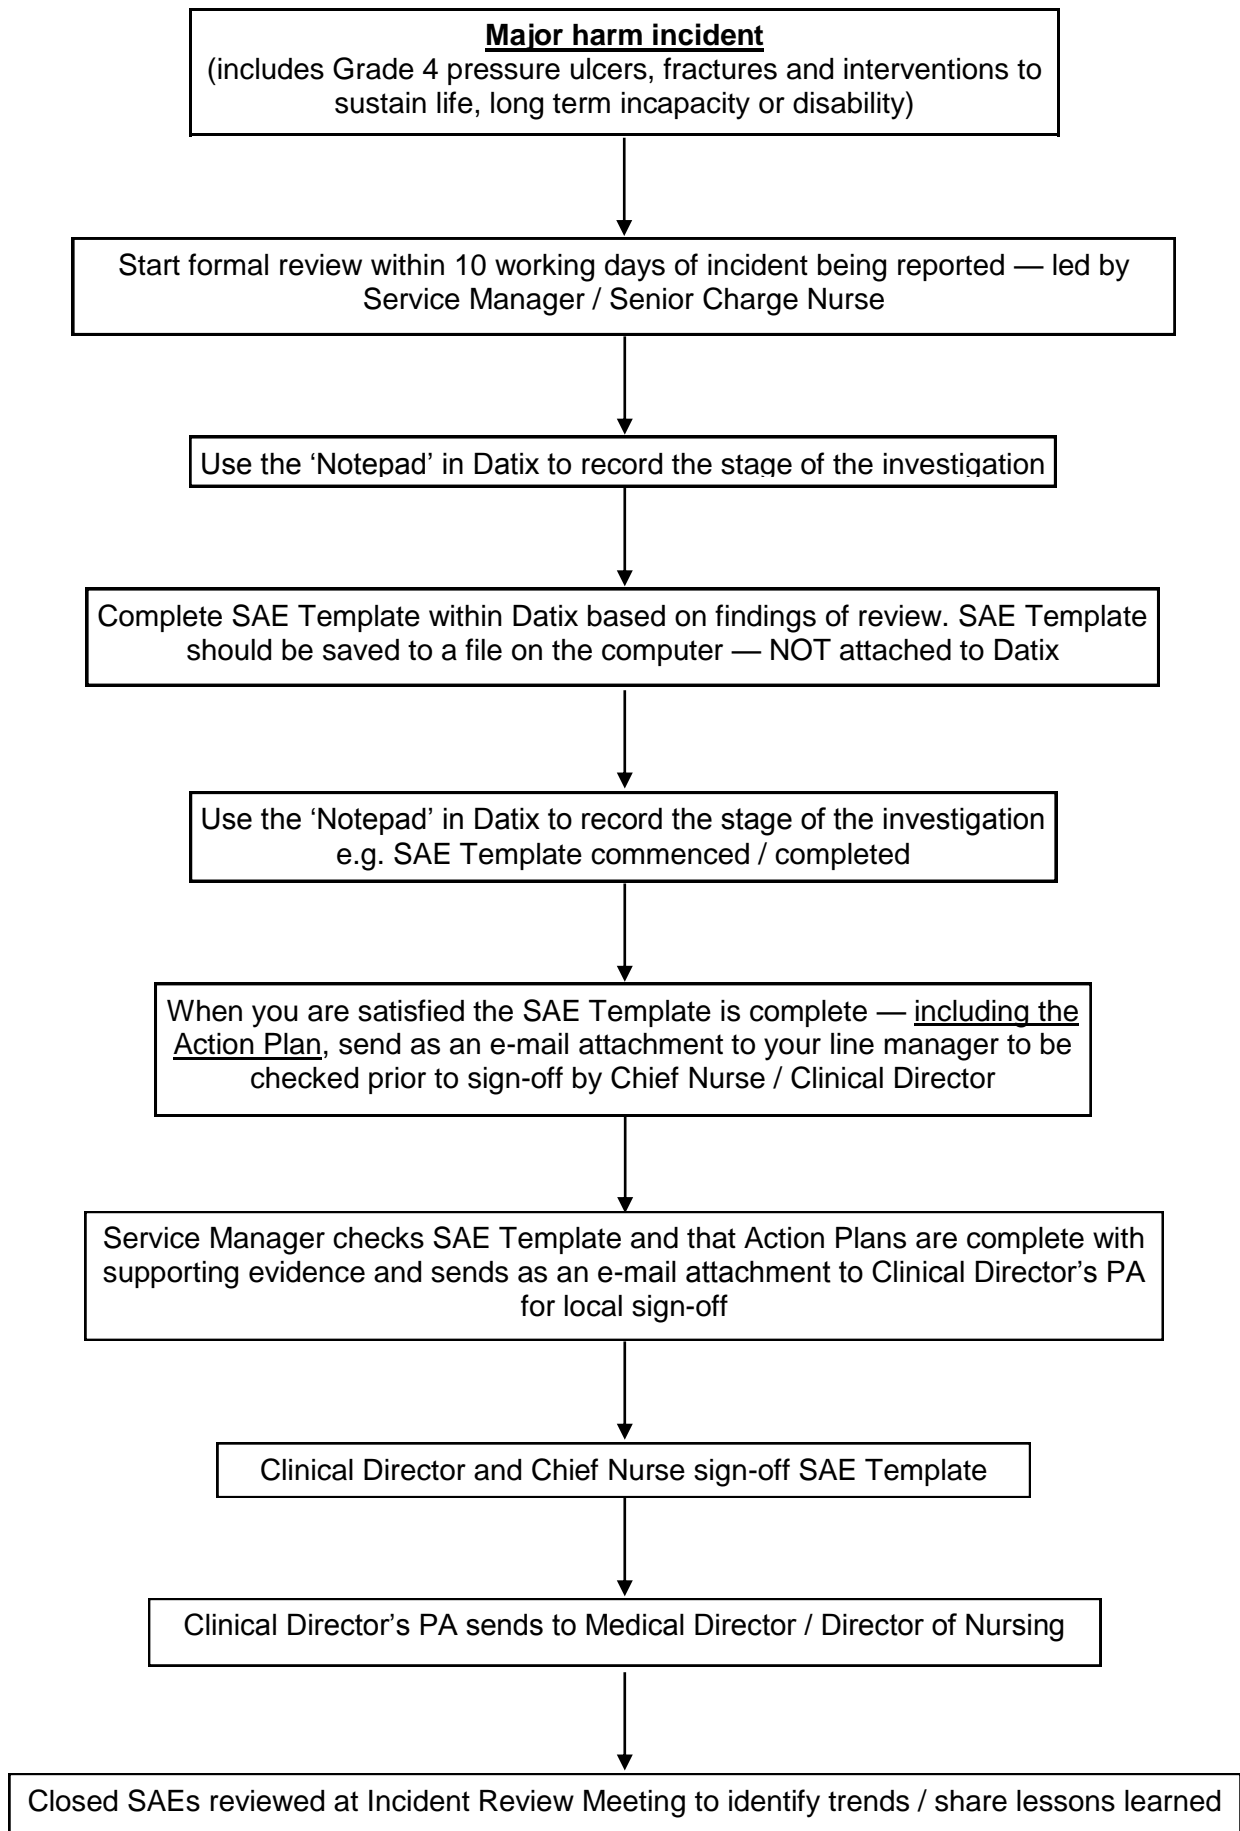 Major harm incident
(includes Grade 4 pressure ulcers, fractures and interventions to
sustain life, long term incapacity or disability)
Start formal review within 10 working days of incident being reported — led by
Service Manager / Senior Charge Nurse
Use the ‘Notepad’ in Datix to record the stage of the investigation
Complete SAE Template within Datix based on findings of review. SAE Template
should be saved to a file on the computer — NOT attached to Datix
Use the ‘Notepad’ in Datix to record the stage of the investigation
e.g. SAE Template commenced / completed
When you are satisfied the SAE Template is complete — including the
Action Plan, send as an e-mail attachment to your line manager to be
checked prior to sign-off by Chief Nurse / Clinical Director
Service Manager checks SAE Template and that Action Plans are complete with
supporting evidence and sends as an e-mail attachment to Clinical Director’s PA
for local sign-off
Clinical Director and Chief Nurse sign-off SAE Template
Clinical Director’s PA sends to Medical Director / Director of Nursing
Closed SAEs reviewed at Incident Review Meeting to identify trends / share lessons learned